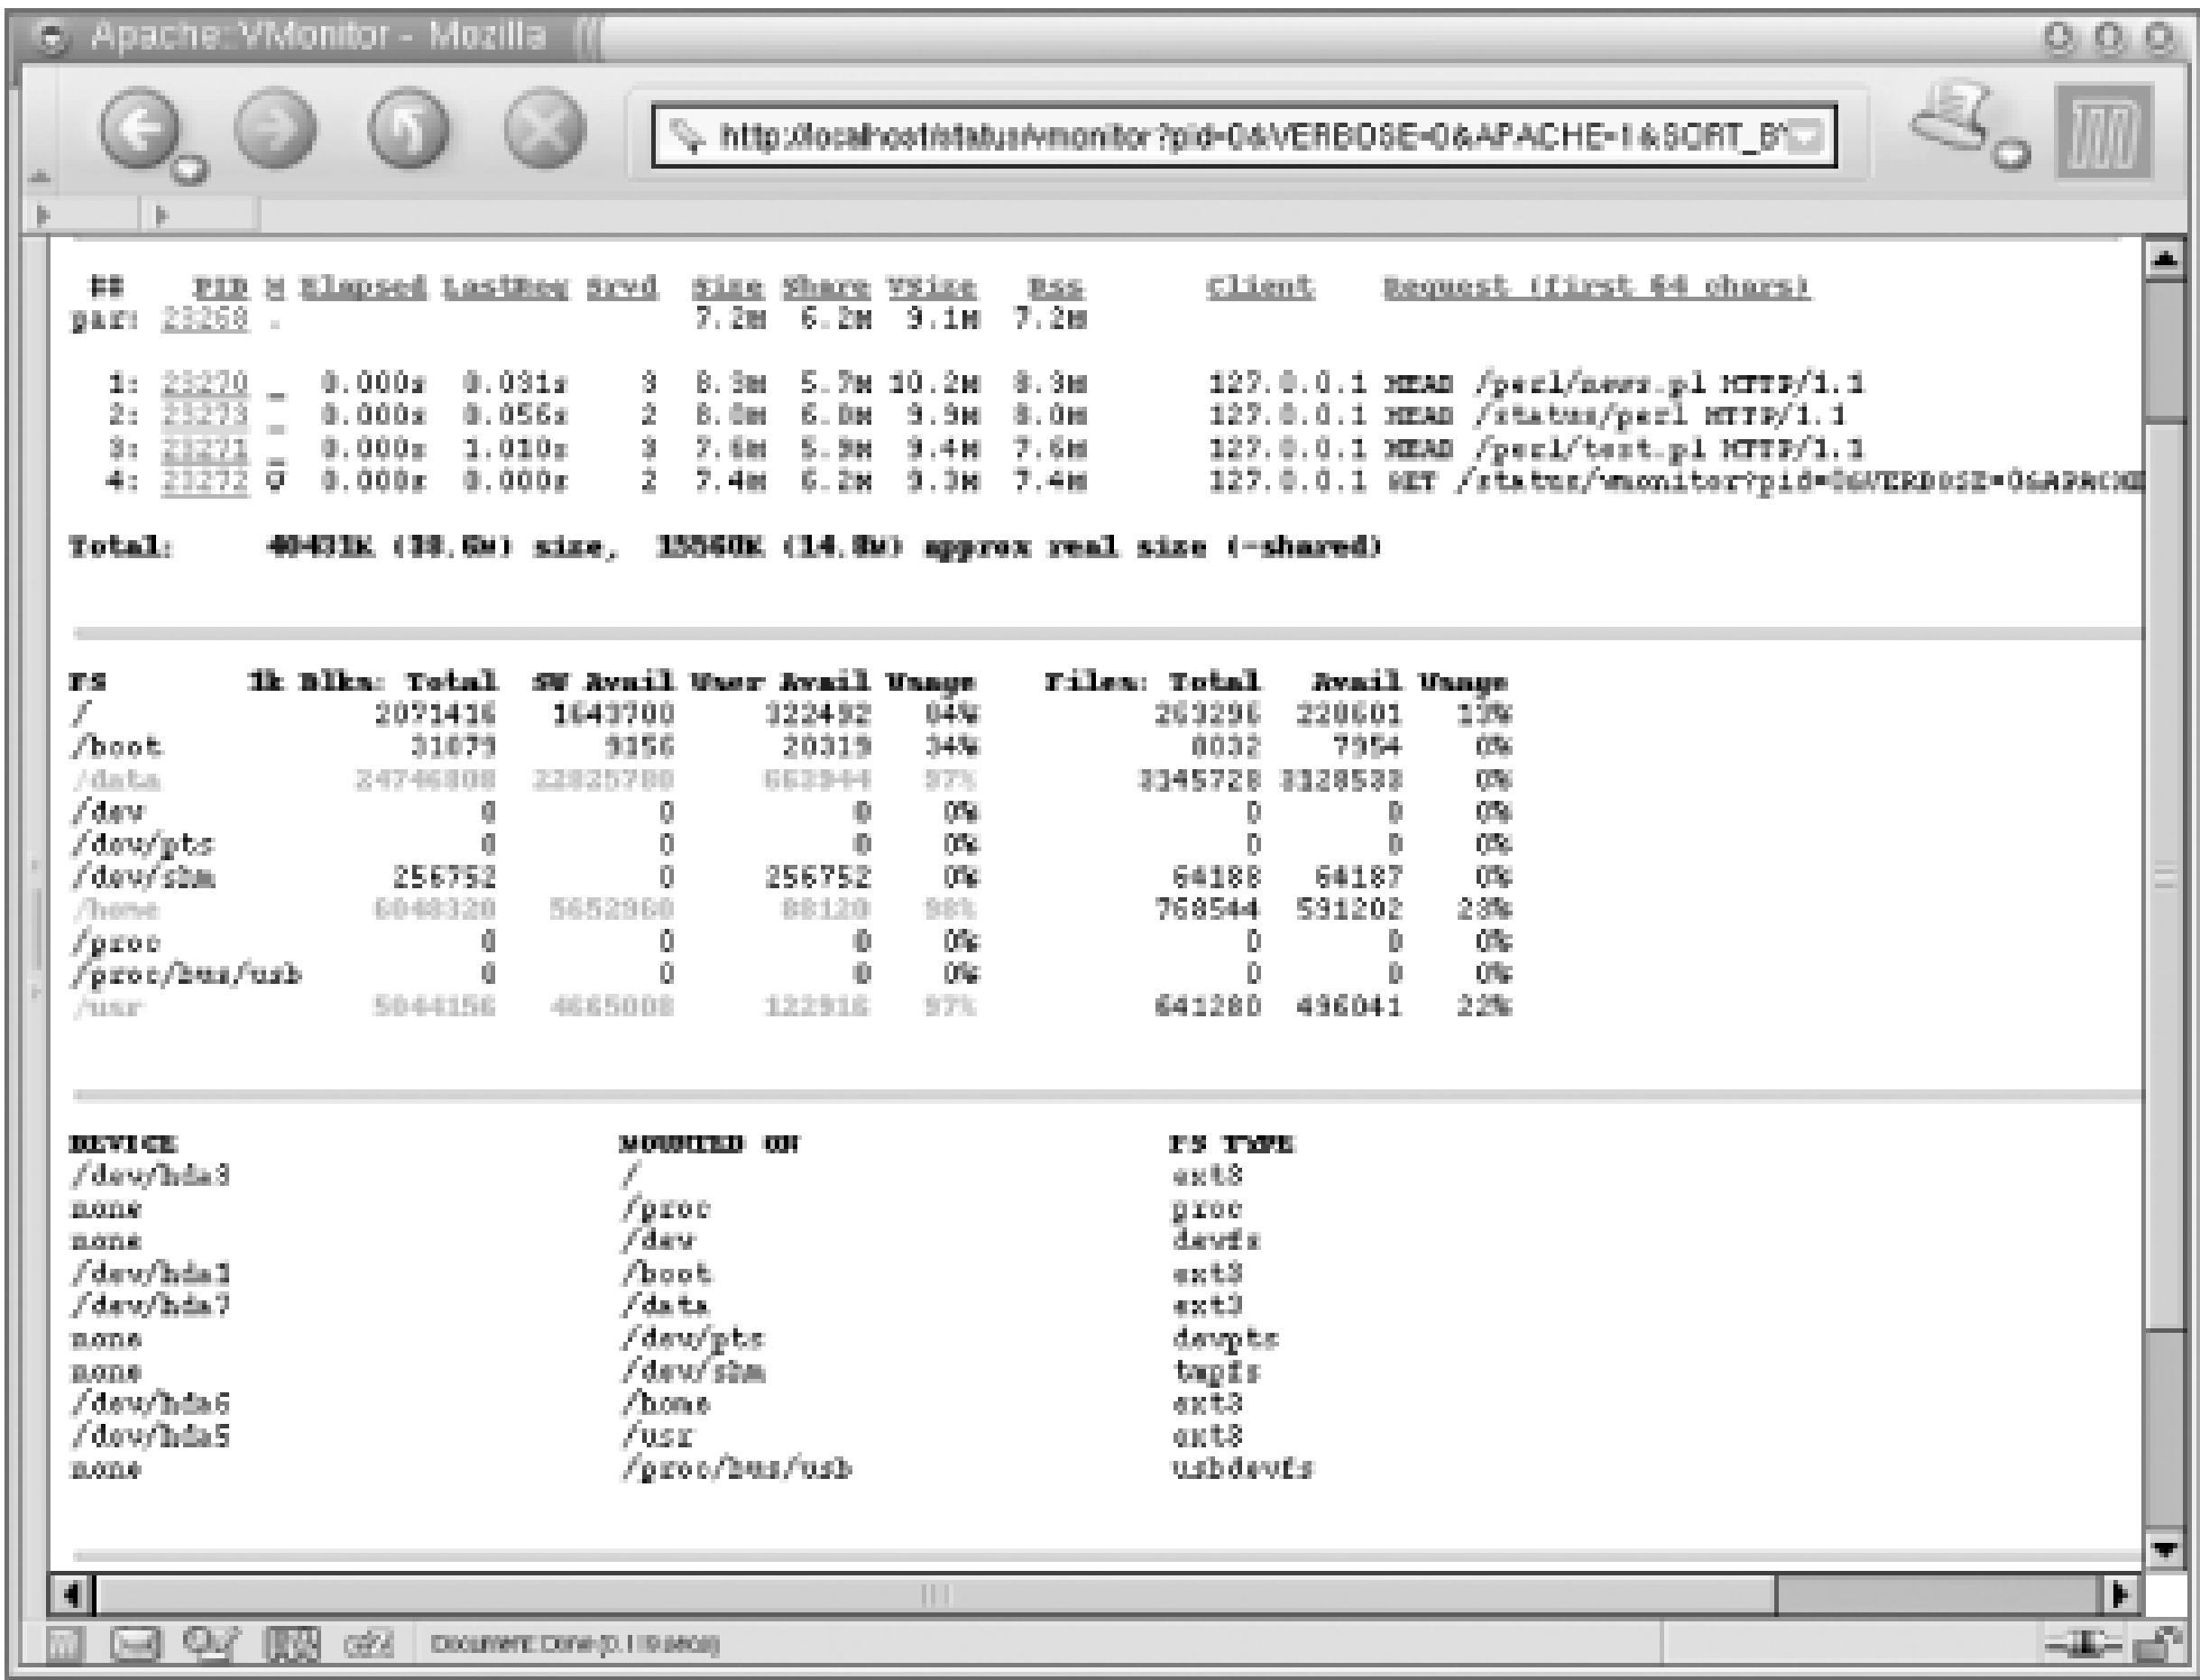 Apache::VMonitor - Mozilla
http://localhost/status/vmonitor?pid=0&VERBOSE=0&APACHE=1&SORT_BY
## PID M Elapsed LastReq Srvd Size Share VSize Rss Client Request (first 64 chars)
par: 23268 . 7.2M 6.2M 9.1M 7.2M
1: 23270 _ 0.000s 0.031s 3 8.3M 5.7M 10.2M 8.3M 127.0.0.1 HEAD /perl/news.pl HTTP/1.1
2: 23273 _ 0.000s 0.056s 2 8.0M 6.0M 9.9M 8.0M 127.0.0.1 HEAD /status/perl HTTP/1.1
3: 23271 _ 0.000s 1.010s 3 7.6M 5.9M 9.4M 7.6M 127.0.0.1 HEAD /perl/test.pl HTTP/1.1
4: 23272 W 0.000s 0.000s 2 7.4M 6.2M 9.3M 7.4M 127.0.0.1 GET /status/vmonitor?pid=0&VERBOSE=0&APACHE
Total: 40431K (38.6M) size, 15560K (14.8M) approx real size (-shared)
FS 1k Blks: Total SU Avail User Avail Usage Files: Total Avail Usage
/ 2071416 1643700 322492 84% 263296 228601 13%
/boot 31079 9156 20319 34% 8032 7954 0%
/data 24746808 22825780 663944 97% 3145728 3128533 0%
/dev 0 0 0 0% 0 0 0%
/dev/pts 0 0 0 0% 0 0 0%
/dev/shm 256752 0 256752 0% 64188 64187 0%
/home 6048320 5652960 88120 98% 768544 591202 23%
/proc 0 0 0 0% 0 0 0%
/proc/bus/usb 0 0 0 0% 0 0 0%
/usr 5044156 4665008 122916 97% 641280 496041 22%
DEVICE MOUNTED ON FS TYPE
/dev/hda3 / ext3
none /proc proc
none /dev devfs
/dev/hda1 /boot ext3
/dev/hda7 /data ext3
none /dev/pts devpts
none /dev/shm tmpfs
/dev/hda6 /home ext3
/dev/hda5 /usr ext3
none /proc/bus/usb usbdevfs
Document: Done